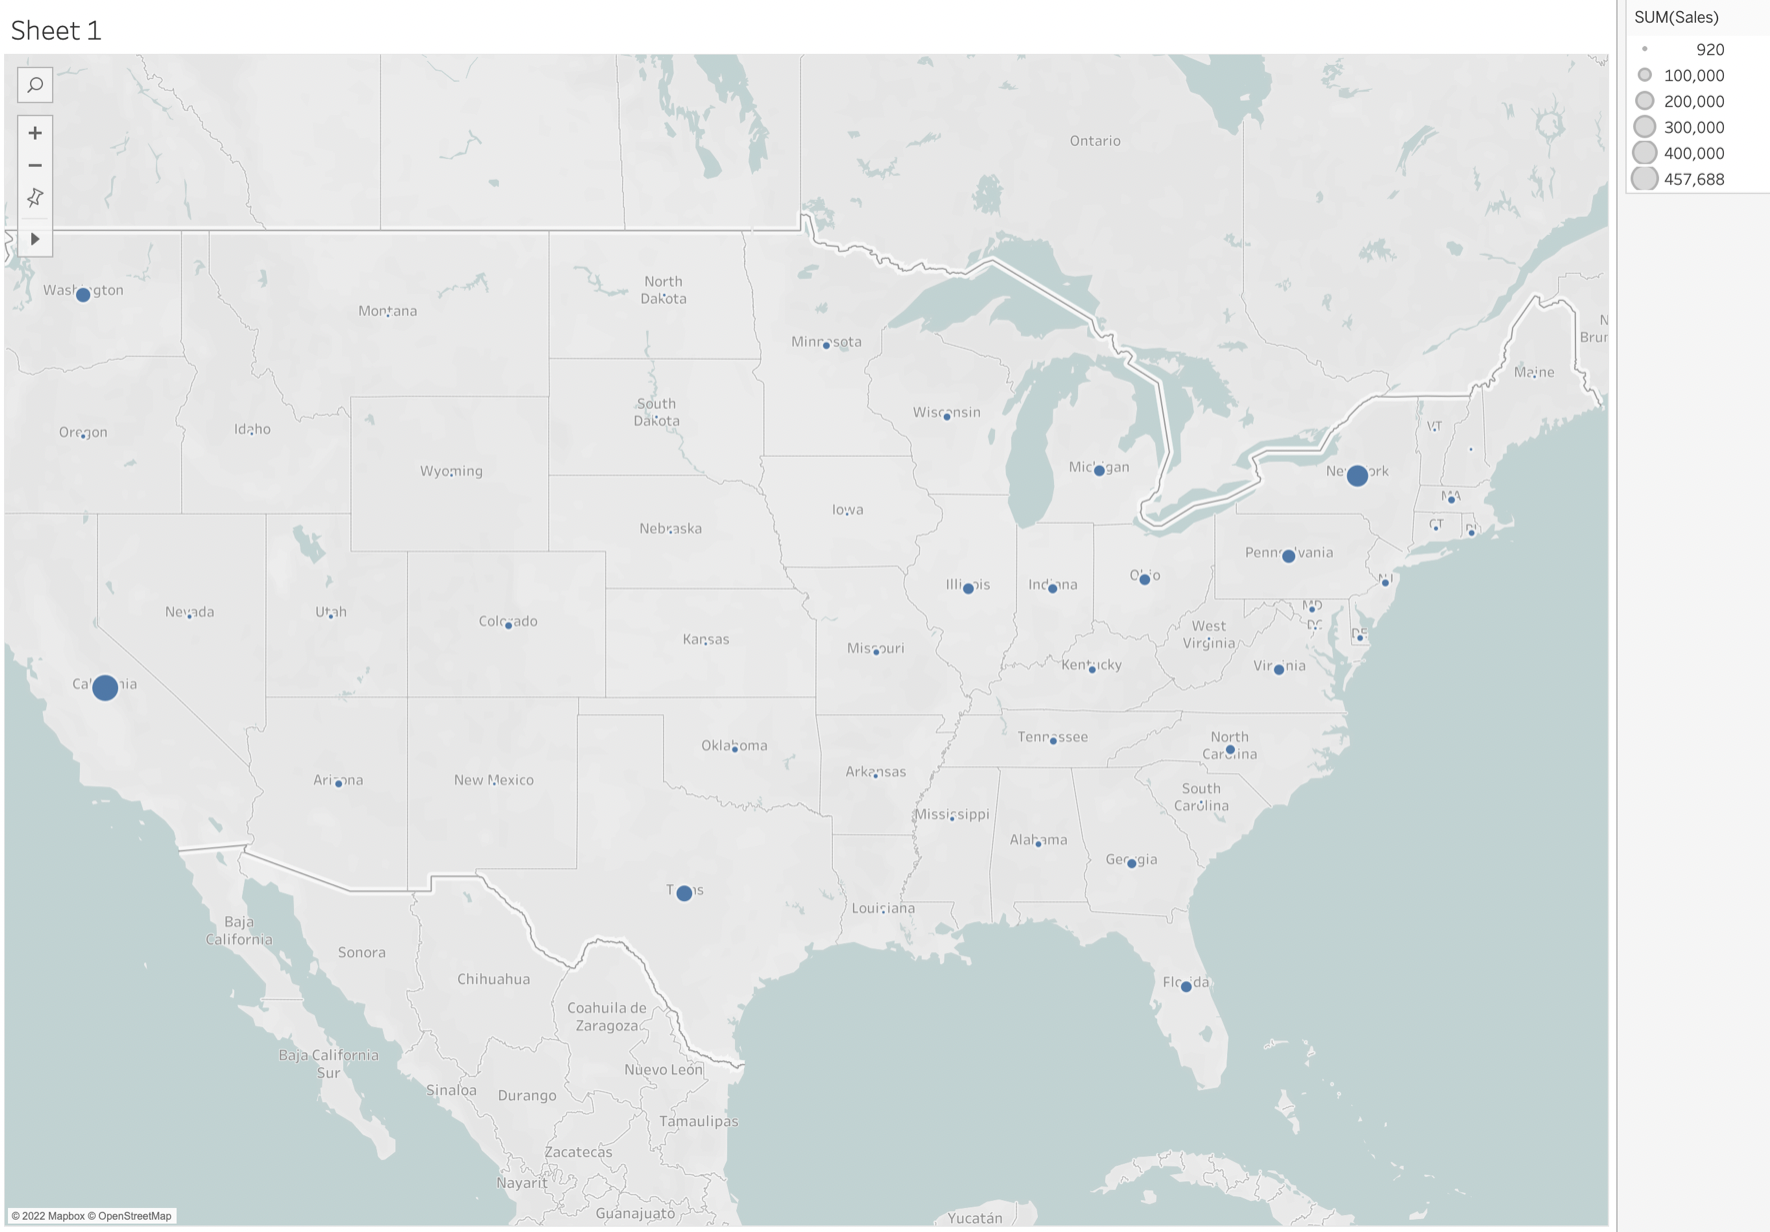 Sheet 1
SUM(Sales)
920
100,000
200,000
300,000
400,000
457,688
Ontario
Washington
Montana
North
Dakota
Minnesota
Maine
N
Brun
Oregon
Idaho
South
Dakota
Wisconsin
VT
Wyoming
Michigan
New York
MA
Iowa
Nebraska
CT
RI
Pennsylvania
Illinois
Indiana
Ohio
NJ
Nevada
Utah
Colorado
MD
DC
DE
Kansas
Missouri
West
Virginia
Kentucky
Virginia
California
Oklahoma
Tennessee
North
Carolina
Arizona
New Mexico
Arkansas
South
Carolina
Mississippi
Alabama
Georgia
Texas
Louisiana
Baja
California
Sonora
Chihuahua
Florida
Coahuila de
Zaragoza
Baja California
Sur
Nuevo León
Sinaloa
Durango
Tamaulipas
Zacatecas
Nayarit
Guanajuato
Yucatán
© 2022 Mapbox © OpenStreetMap